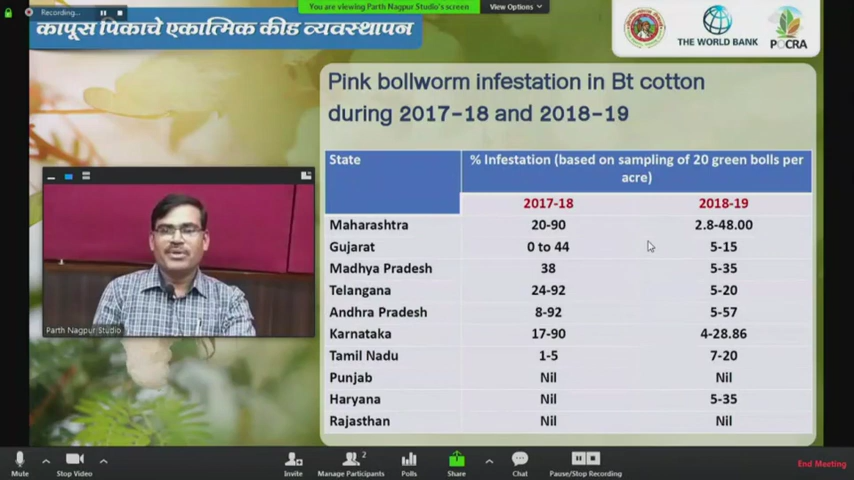 Recording...
You are viewing Parth Nagpur Studio's screen
View Options
कापूस पिकाचे एकात्मिक कीड व्यवस्थापन
THE WORLD BANK
POCRA
Pink bollworm infestation in Bt cotton
during 2017-18 and 2018-19
State
% Infestation (based on sampling of 20 green bolls per
acre)
2017-18 2018-19
Maharashtra 20-90 2.8-48.00
Gujarat 0 to 44 5-15
Madhya Pradesh 38 5-35
Telangana 24-92 5-20
Andhra Pradesh 8-92 5-57
Karnataka 17-90 4-28.86
Tamil Nadu 1-5 7-20
Punjab Nil Nil
Haryana Nil 5-35
Rajasthan Nil Nil
Parth Nagpur Studio
Mute
Stop Video
Invite
2
Manage Participants
Polls
Share
Chat
Pause/Stop Recording
End Meeting